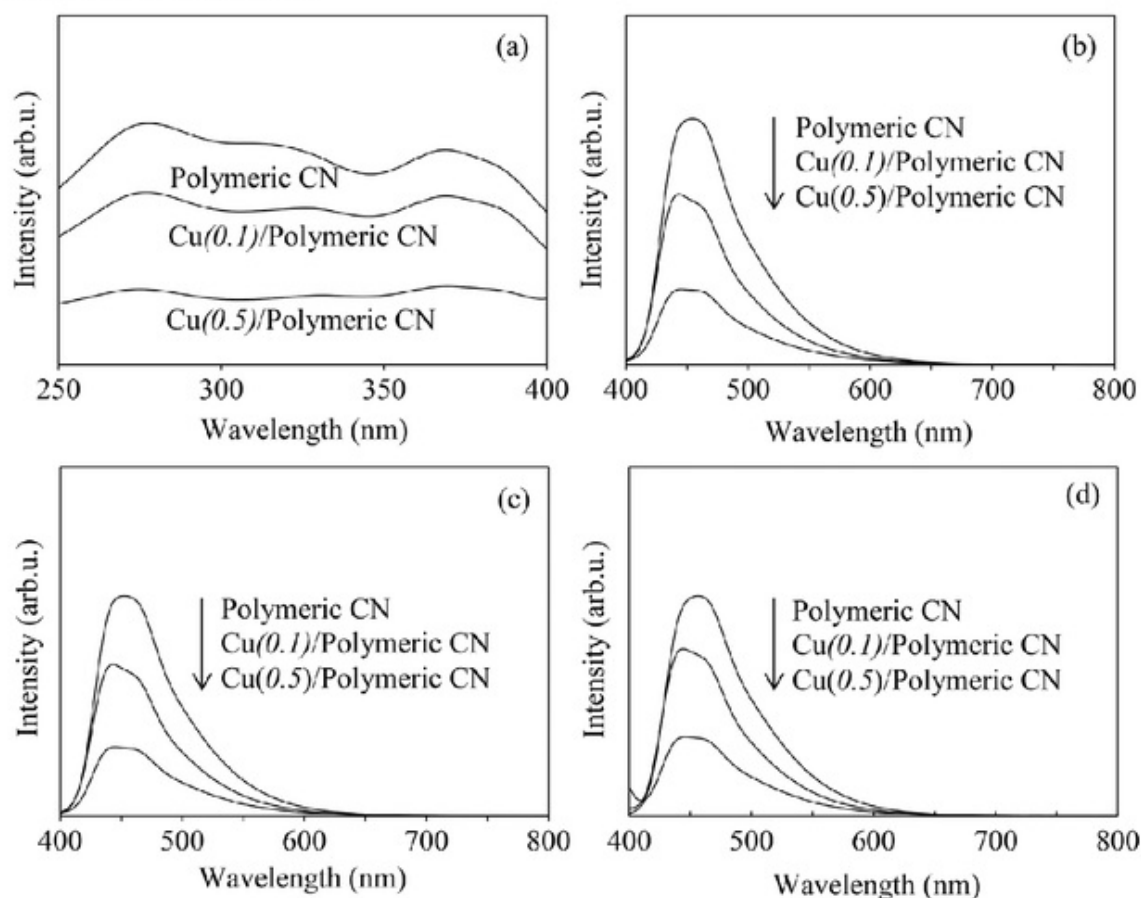 (a)
Intensity (arb.u.)
Polymeric CN
Cu(0.1)/Polymeric CN
Cu(0.5)/Polymeric CN
250 300 350 400
Wavelength (nm)
(b)
Intensity (arb.u.)
Polymeric CN
Cu(0.1)/Polymeric CN
Cu(0.5)/Polymeric CN
400 500 600 700 800
Wavelength (nm)
(c)
Intensity (arb.u.)
Polymeric CN
Cu(0.1)/Polymeric CN
Cu(0.5)/Polymeric CN
400 500 600 700 800
Wavelength (nm)
(d)
Intensity (arb.u.)
Polymeric CN
Cu(0.1)/Polymeric CN
Cu(0.5)/Polymeric CN
400 500 600 700 800
Wavelength (nm)